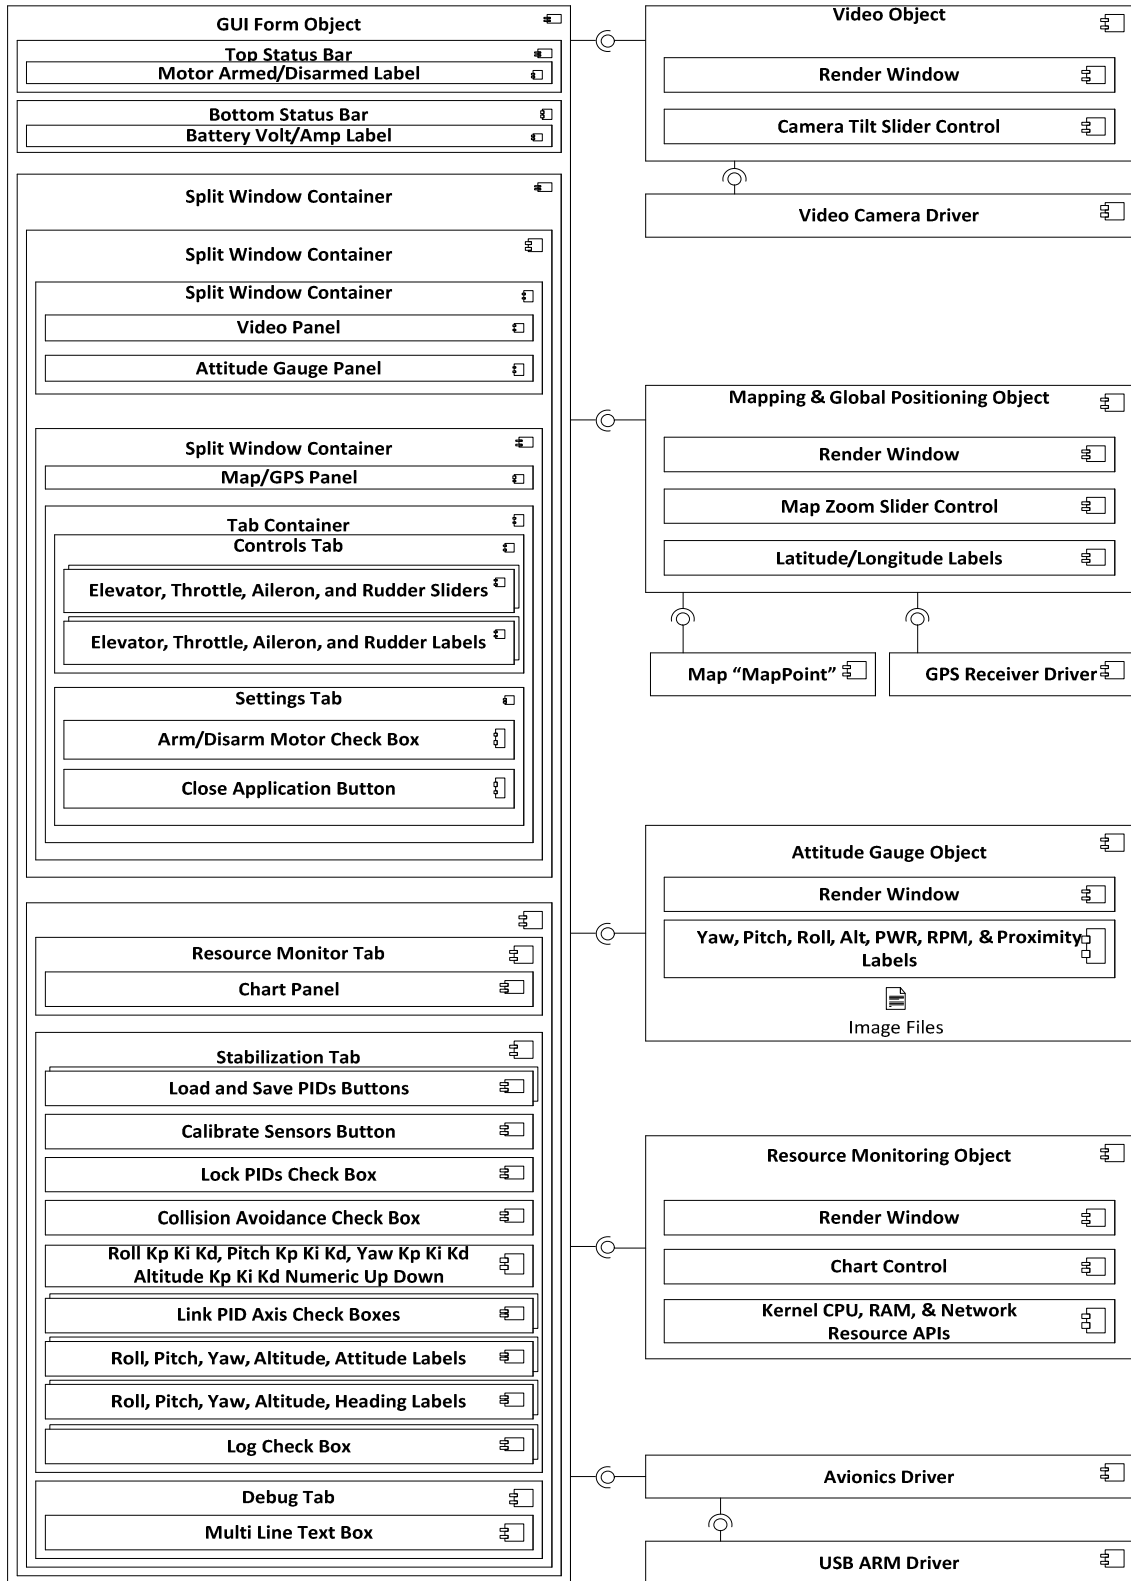 GUI Form Object
Top Status Bar
Motor Armed/Disarmed Label
Bottom Status Bar
Battery Volt/Amp Label
Split Window Container
Split Window Container
Split Window Container
Video Panel
Attitude Gauge Panel
Split Window Container
Map/GPS Panel
Tab Container
Controls Tab
Elevator, Throttle, Aileron, and Rudder Sliders
Elevator, Throttle, Aileron, and Rudder Labels
Settings Tab
Arm/Disarm Motor Check Box
Close Application Button
Resource Monitor Tab
Chart Panel
Stabilization Tab
Load and Save PIDs Buttons
Calibrate Sensors Button
Lock PIDs Check Box
Collision Avoidance Check Box
Roll Kp Ki Kd, Pitch Kp Ki Kd, Yaw Kp Ki Kd
Altitude Kp Ki Kd Numeric Up Down
Link PID Axis Check Boxes
Roll, Pitch, Yaw, Altitude, Attitude Labels
Roll, Pitch, Yaw, Altitude, Heading Labels
Log Check Box
Debug Tab
Multi Line Text Box
Video Object
Render Window
Camera Tilt Slider Control
Video Camera Driver
Mapping & Global Positioning Object
Render Window
Map Zoom Slider Control
Latitude/Longitude Labels
Map “MapPoint”
GPS Receiver Driver
Attitude Gauge Object
Render Window
Yaw, Pitch, Roll, Alt, PWR, RPM, & Proximity
Labels
Image Files
Resource Monitoring Object
Render Window
Chart Control
Kernel CPU, RAM, & Network
Resource APIs
Avionics Driver
USB ARM Driver